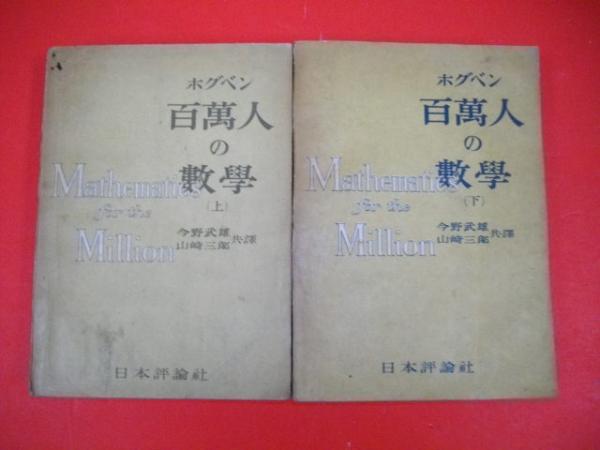 ホグベン
百萬人
の
數學
(上)
Mathematics
for the
Million
今野武雄
山崎三郎
共譯
日本評論社
ホグベン
百萬人
の
數學
(下)
Mathematics
for the
Million
今野武雄
山崎三郎
共譯
日本評論社